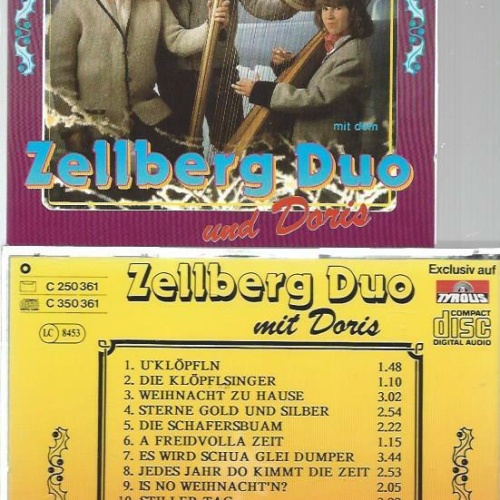 mit dem
Zellberg Duo
und Doris
Zellberg Duo
mit Doris
C 250 361
C 350 361
LC 8453
Exclusiv auf
TYROLIS
COMPACT
disc
DIGITAL AUDIO
1. U'KLÖPFLN 1.48
2. DIE KLÖPFLSINGER 1.10
3. WEIHNACHT ZU HAUSE 3.02
4. STERNE GOLD UND SILBER 2.54
5. DIE SCHAFERSBUAM 2.22
6. A FREIDVOLLA ZEIT 1.15
7. ES WIRD SCHUA GLEI DUMPER 3.44
8. JEDES JAHR DO KIMMT DIE ZEIT 2.53
9. IS NO WEIHNACHT'N? 2.05
10. STILLER TAG